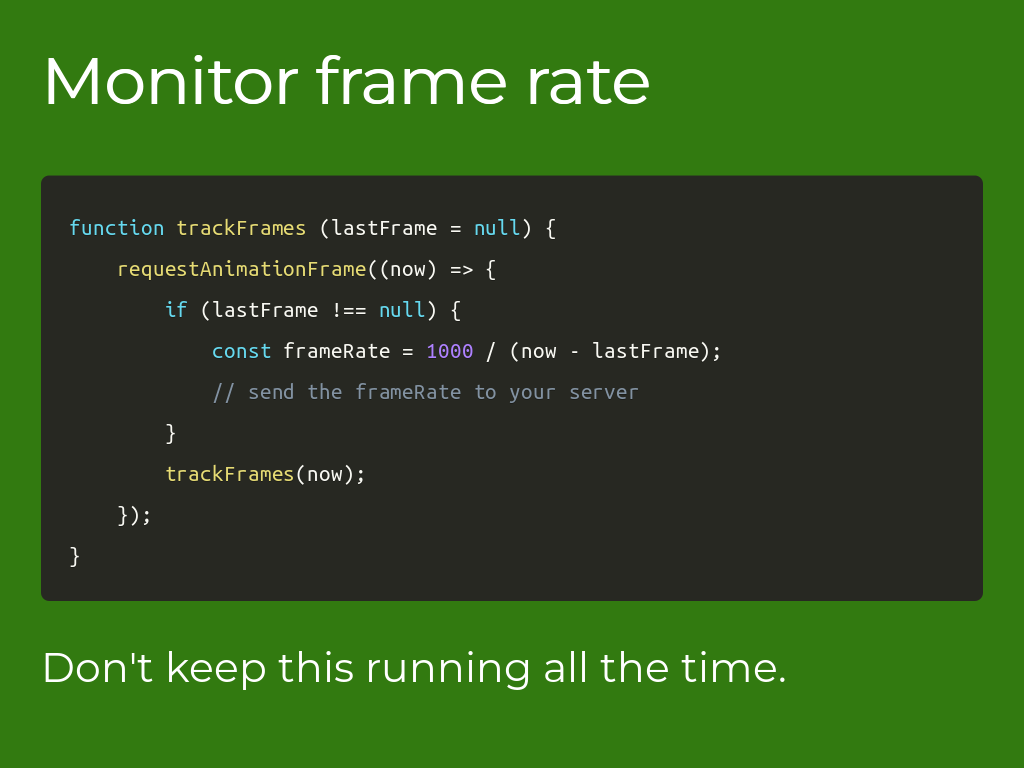 Monitor frame rate
function trackFrames (lastFrame = null) {
    requestAnimationFrame((now) => {
        if (lastFrame !== null) {
            const frameRate = 1000 / (now - lastFrame);
            // send the frameRate to your server
        }
        trackFrames(now);
    });
}
Don't keep this running all the time.